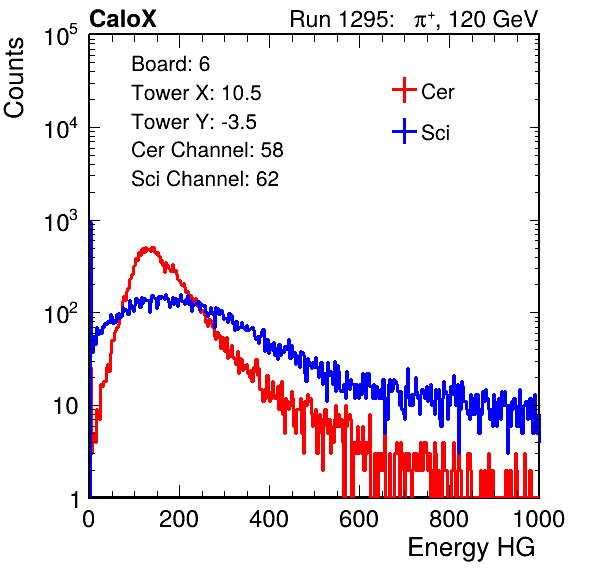 CaloX Run 1295: π⁺, 120 GeV
Counts
Board: 6
Tower X: 10.5
Tower Y: -3.5
Cer Channel: 58
Sci Channel: 62
Cer
Sci
10⁵
10⁴
10³
10²
10
1
0 200 400 600 800 1000
Energy HG